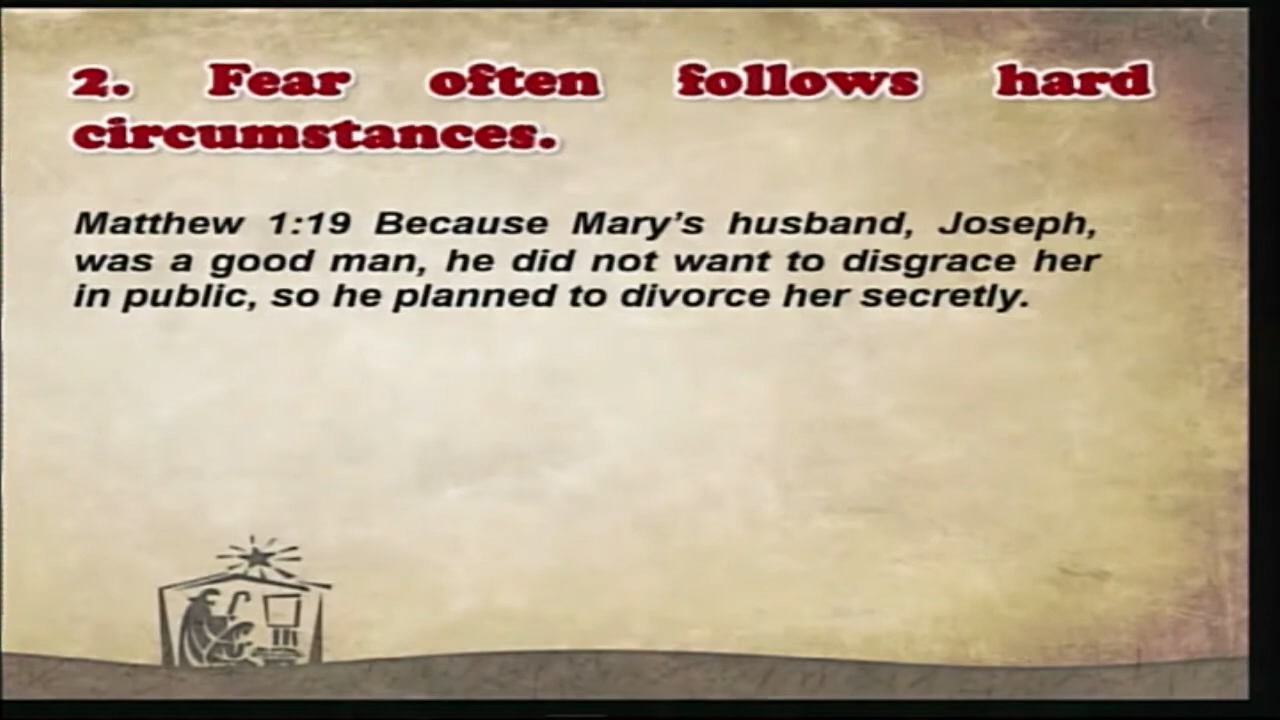 2. Fear often follows hard
circumstances.
Matthew 1:19 Because Mary's husband, Joseph,
was a good man, he did not want to disgrace her
in public, so he planned to divorce her secretly.